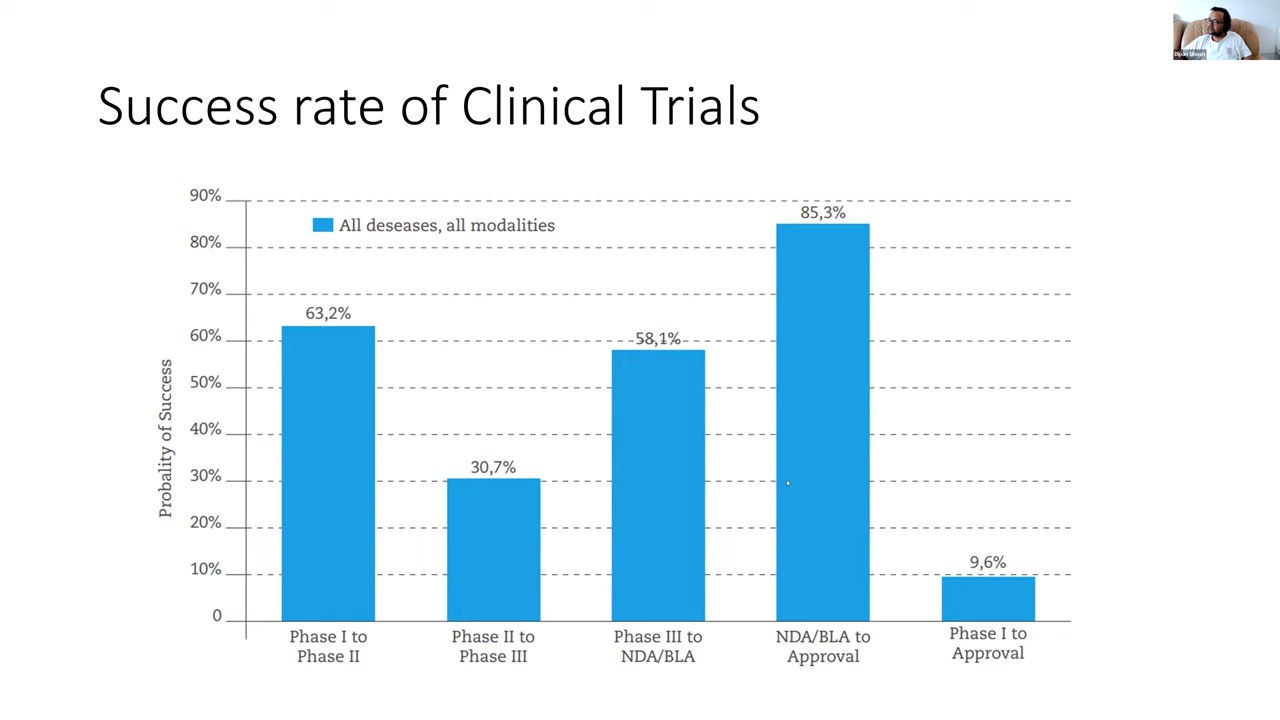 Dipan Ghosh
Success rate of Clinical Trials
90%
80%
70%
60%
50%
40%
30%
20%
10%
0
Probality of Success
All deseases, all modalities
63,2%
30,7%
58,1%
85,3%
9,6%
Phase I to
Phase II
Phase II to
Phase III
Phase III to
NDA/BLA
NDA/BLA to
Approval
Phase I to
Approval